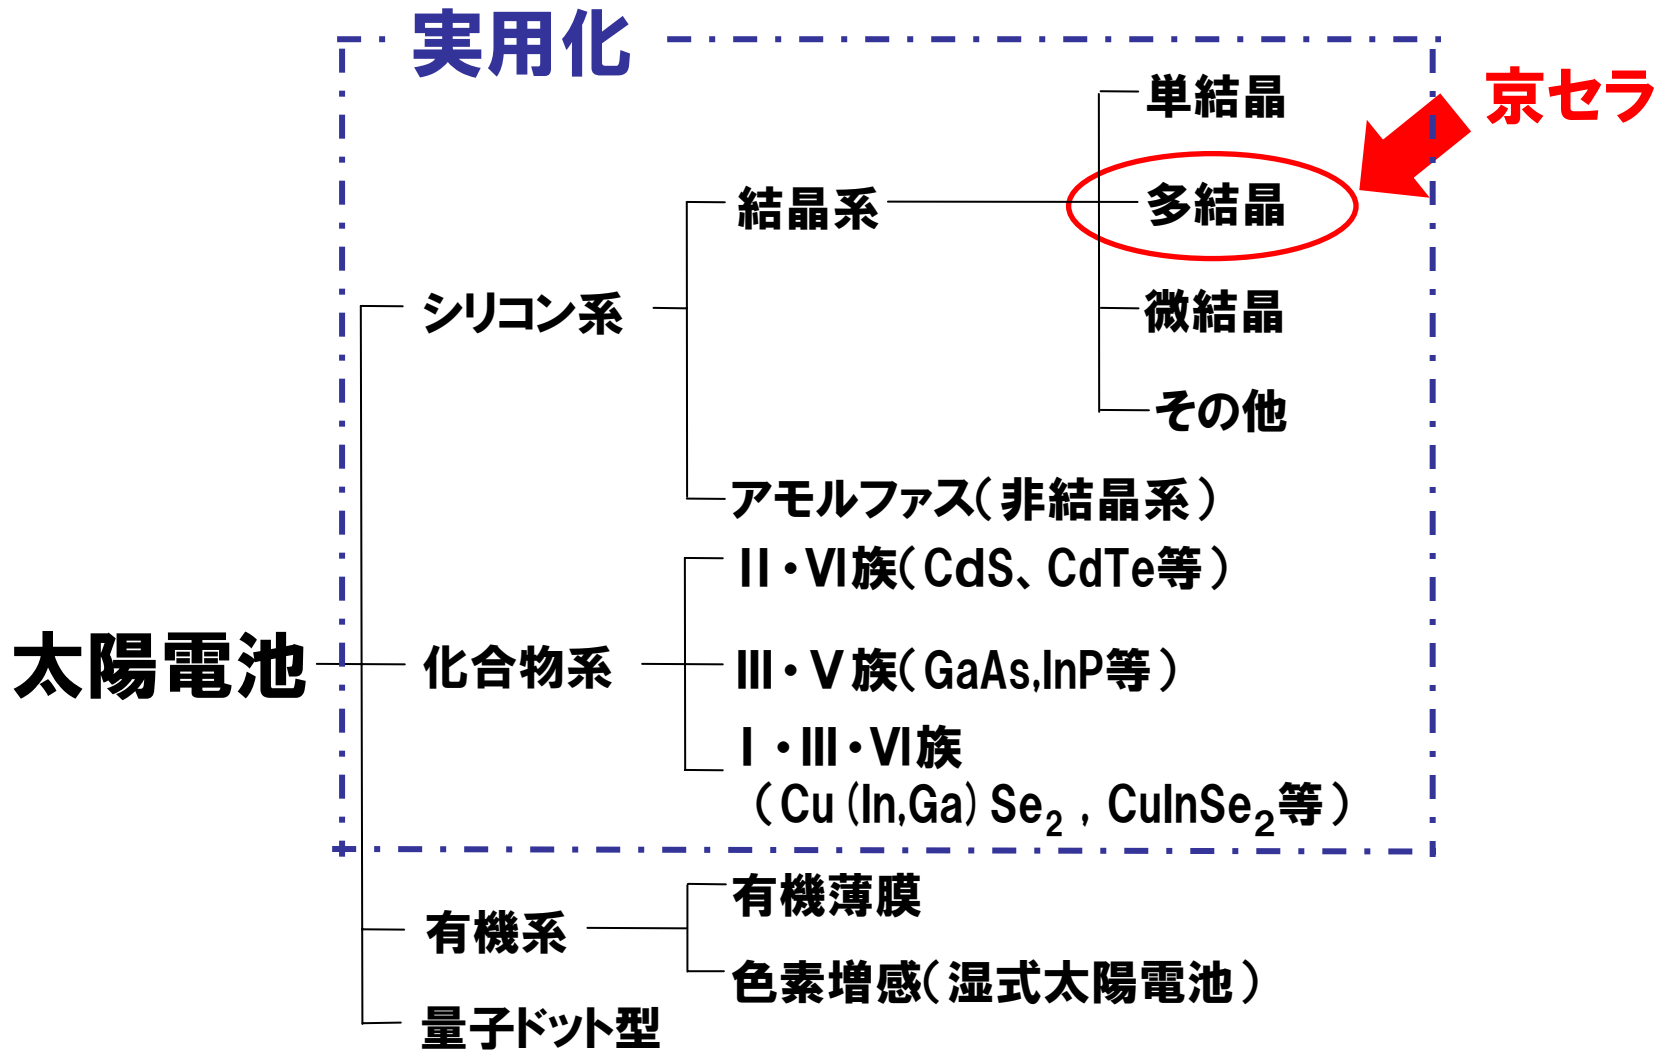 実用化
京セラ
単結晶
多結晶
結晶系
微結晶
シリコン系
その他
アモルファス(非結晶系)
II・VI族(CdS、CdTe等)
太陽電池
化合物系
III・V族(GaAs,InP等)
I・III・VI族
(Cu(In,Ga)Se₂,CuInSe₂等)
有機薄膜
有機系
色素増感(湿式太陽電池)
量子ドット型